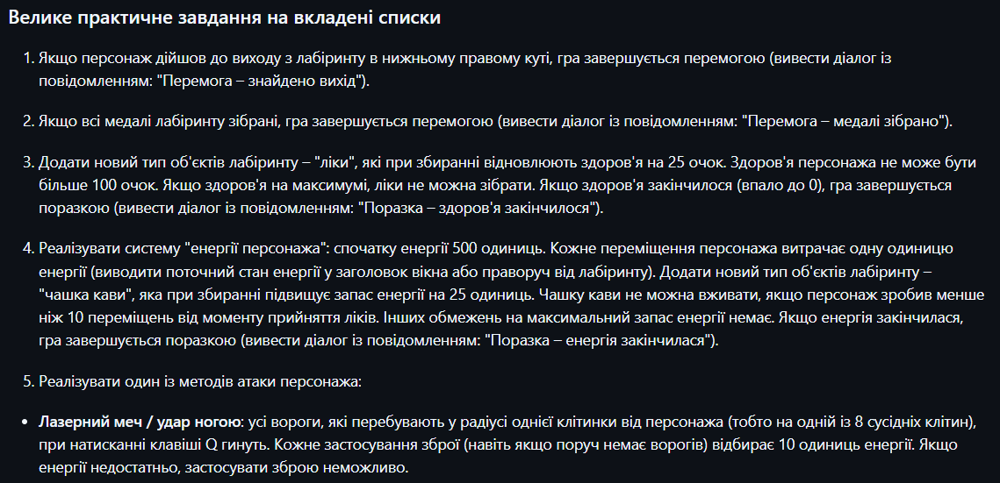 Велике практичне завдання на вкладені списки
1. Якщо персонаж дійшов до виходу з лабіринту в нижньому правому куті, гра завершується перемогою (вивести діалог із
повідомленням: "Перемога – знайдено вихід").
2. Якщо всі медалі лабіринту зібрані, гра завершується перемогою (вивести діалог із повідомленням: "Перемога – медалі зібрано").
3. Додати новий тип об'єктів лабіринту – "ліки", які при збиранні відновлюють здоров'я на 25 очок. Здоров'я персонажа не може бути
більше 100 очок. Якщо здоров'я на максимумі, ліки не можна зібрати. Якщо здоров'я закінчилося (впало до 0), гра завершується
поразкою (вивести діалог із повідомленням: "Поразка – здоров'я закінчилося").
4. Реалізувати систему "енергії персонажа": спочатку енергії 500 одиниць. Кожне переміщення персонажа витрачає одну одиницю
енергії (виводити поточний стан енергії у заголовок вікна або праворуч від лабіринту). Додати новий тип об'єктів лабіринту –
"чашка кави", яка при збиранні підвищує запас енергії на 25 одиниць. Чашку кави не можна вживати, якщо персонаж зробив менше
ніж 10 переміщень від моменту прийняття ліків. Інших обмежень на максимальний запас енергії немає. Якщо енергія закінчилася,
гра завершується поразкою (вивести діалог із повідомленням: "Поразка – енергія закінчилася").
5. Реалізувати один із методів атаки персонажа:
• Лазерний меч / удар ногою: усі вороги, які перебувають у радіусі однієї клітинки від персонажа (тобто на одній із 8 сусідніх клітин),
при натисканні клавіші Q гинуть. Кожне застосування зброї (навіть якщо поруч немає ворогів) відбирає 10 одиниць енергії. Якщо
енергії недостатньо, застосувати зброю неможливо.